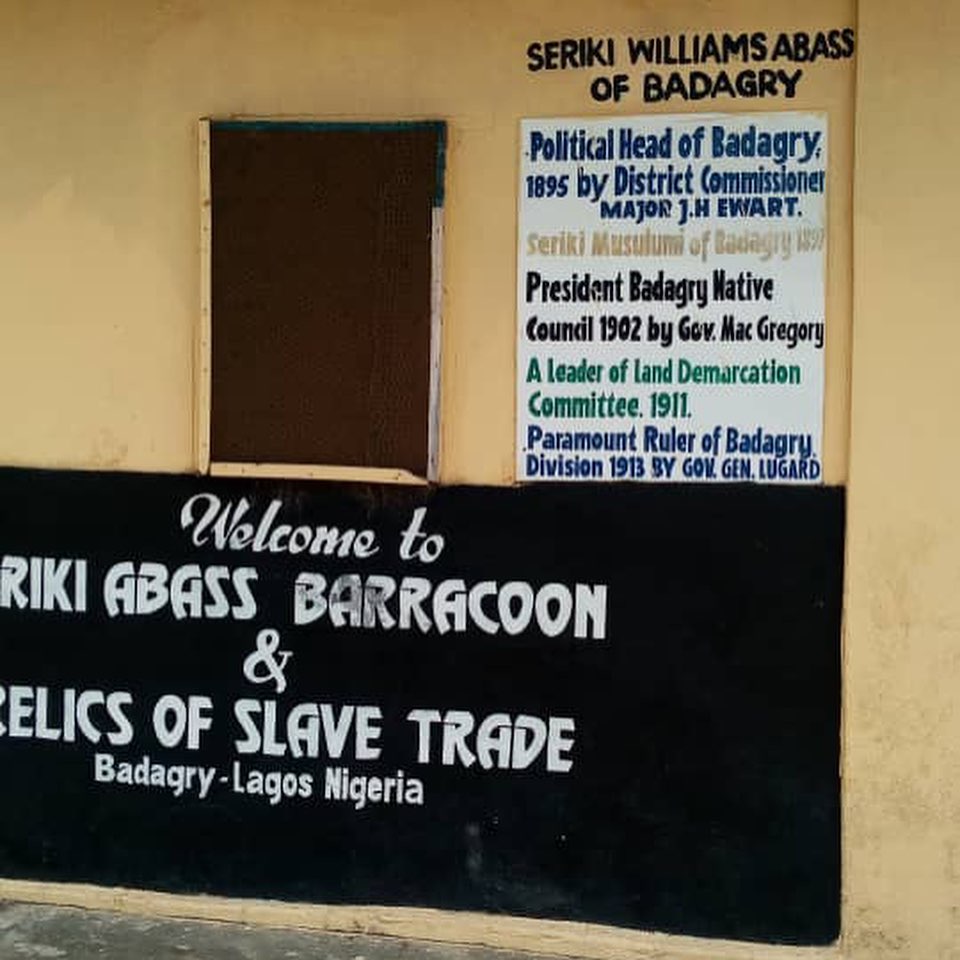 SERIKI WILLIAMS ABASS
OF BADAGRY
Political Head of Badagry,
1895 by District Commissioner
MAJOR J.H EWART.
Seriki Musulumi of Badagry 1897
President Badagry Native
Council 1902 by Gov. Mac Gregory
A Leader of Land Demarcation
Committee. 1911.
Paramount Ruler of Badagry
Division 1913 BY GOV. GEN. LUGARD
Welcome to
RIKI ABASS BARRACOON
&
RELICS OF SLAVE TRADE
Badagry-Lagos Nigeria